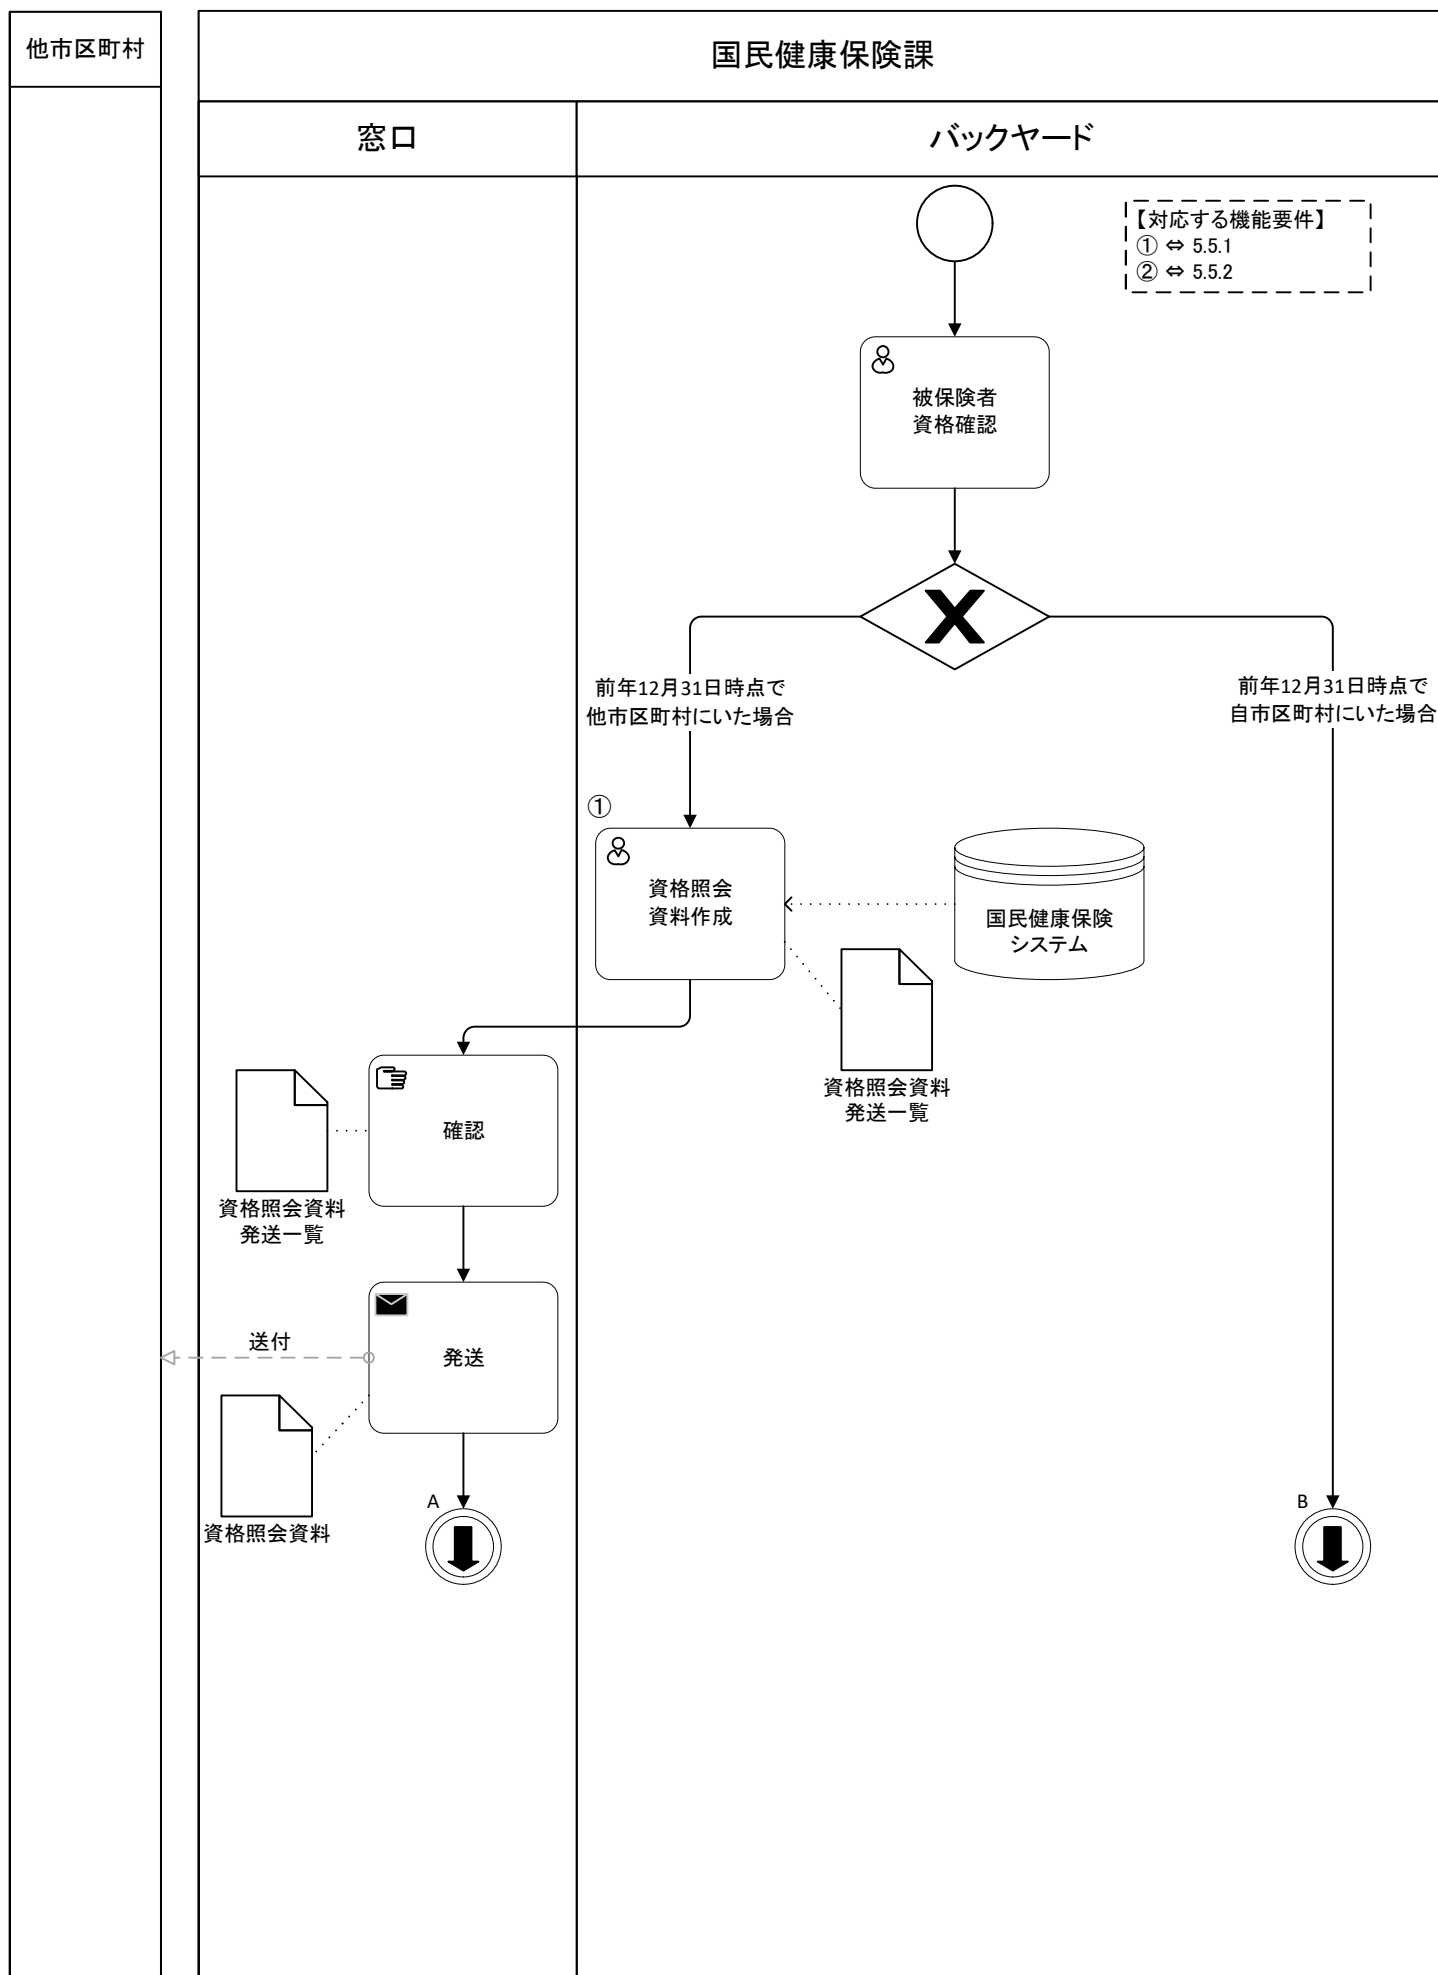 他市区町村
国民健康保険課
窓口
バックヤード
【対応する機能要件】
① ⇔ 5.5.1
② ⇔ 5.5.2
被保険者
資格確認
前年12月31日時点で
他市区町村にいた場合
前年12月31日時点で
自市区町村にいた場合
①
資格照会
資料作成
国民健康保険
システム
資格照会資料
発送一覧
確認
資格照会資料
発送一覧
送付
発送
資格照会資料
A
B